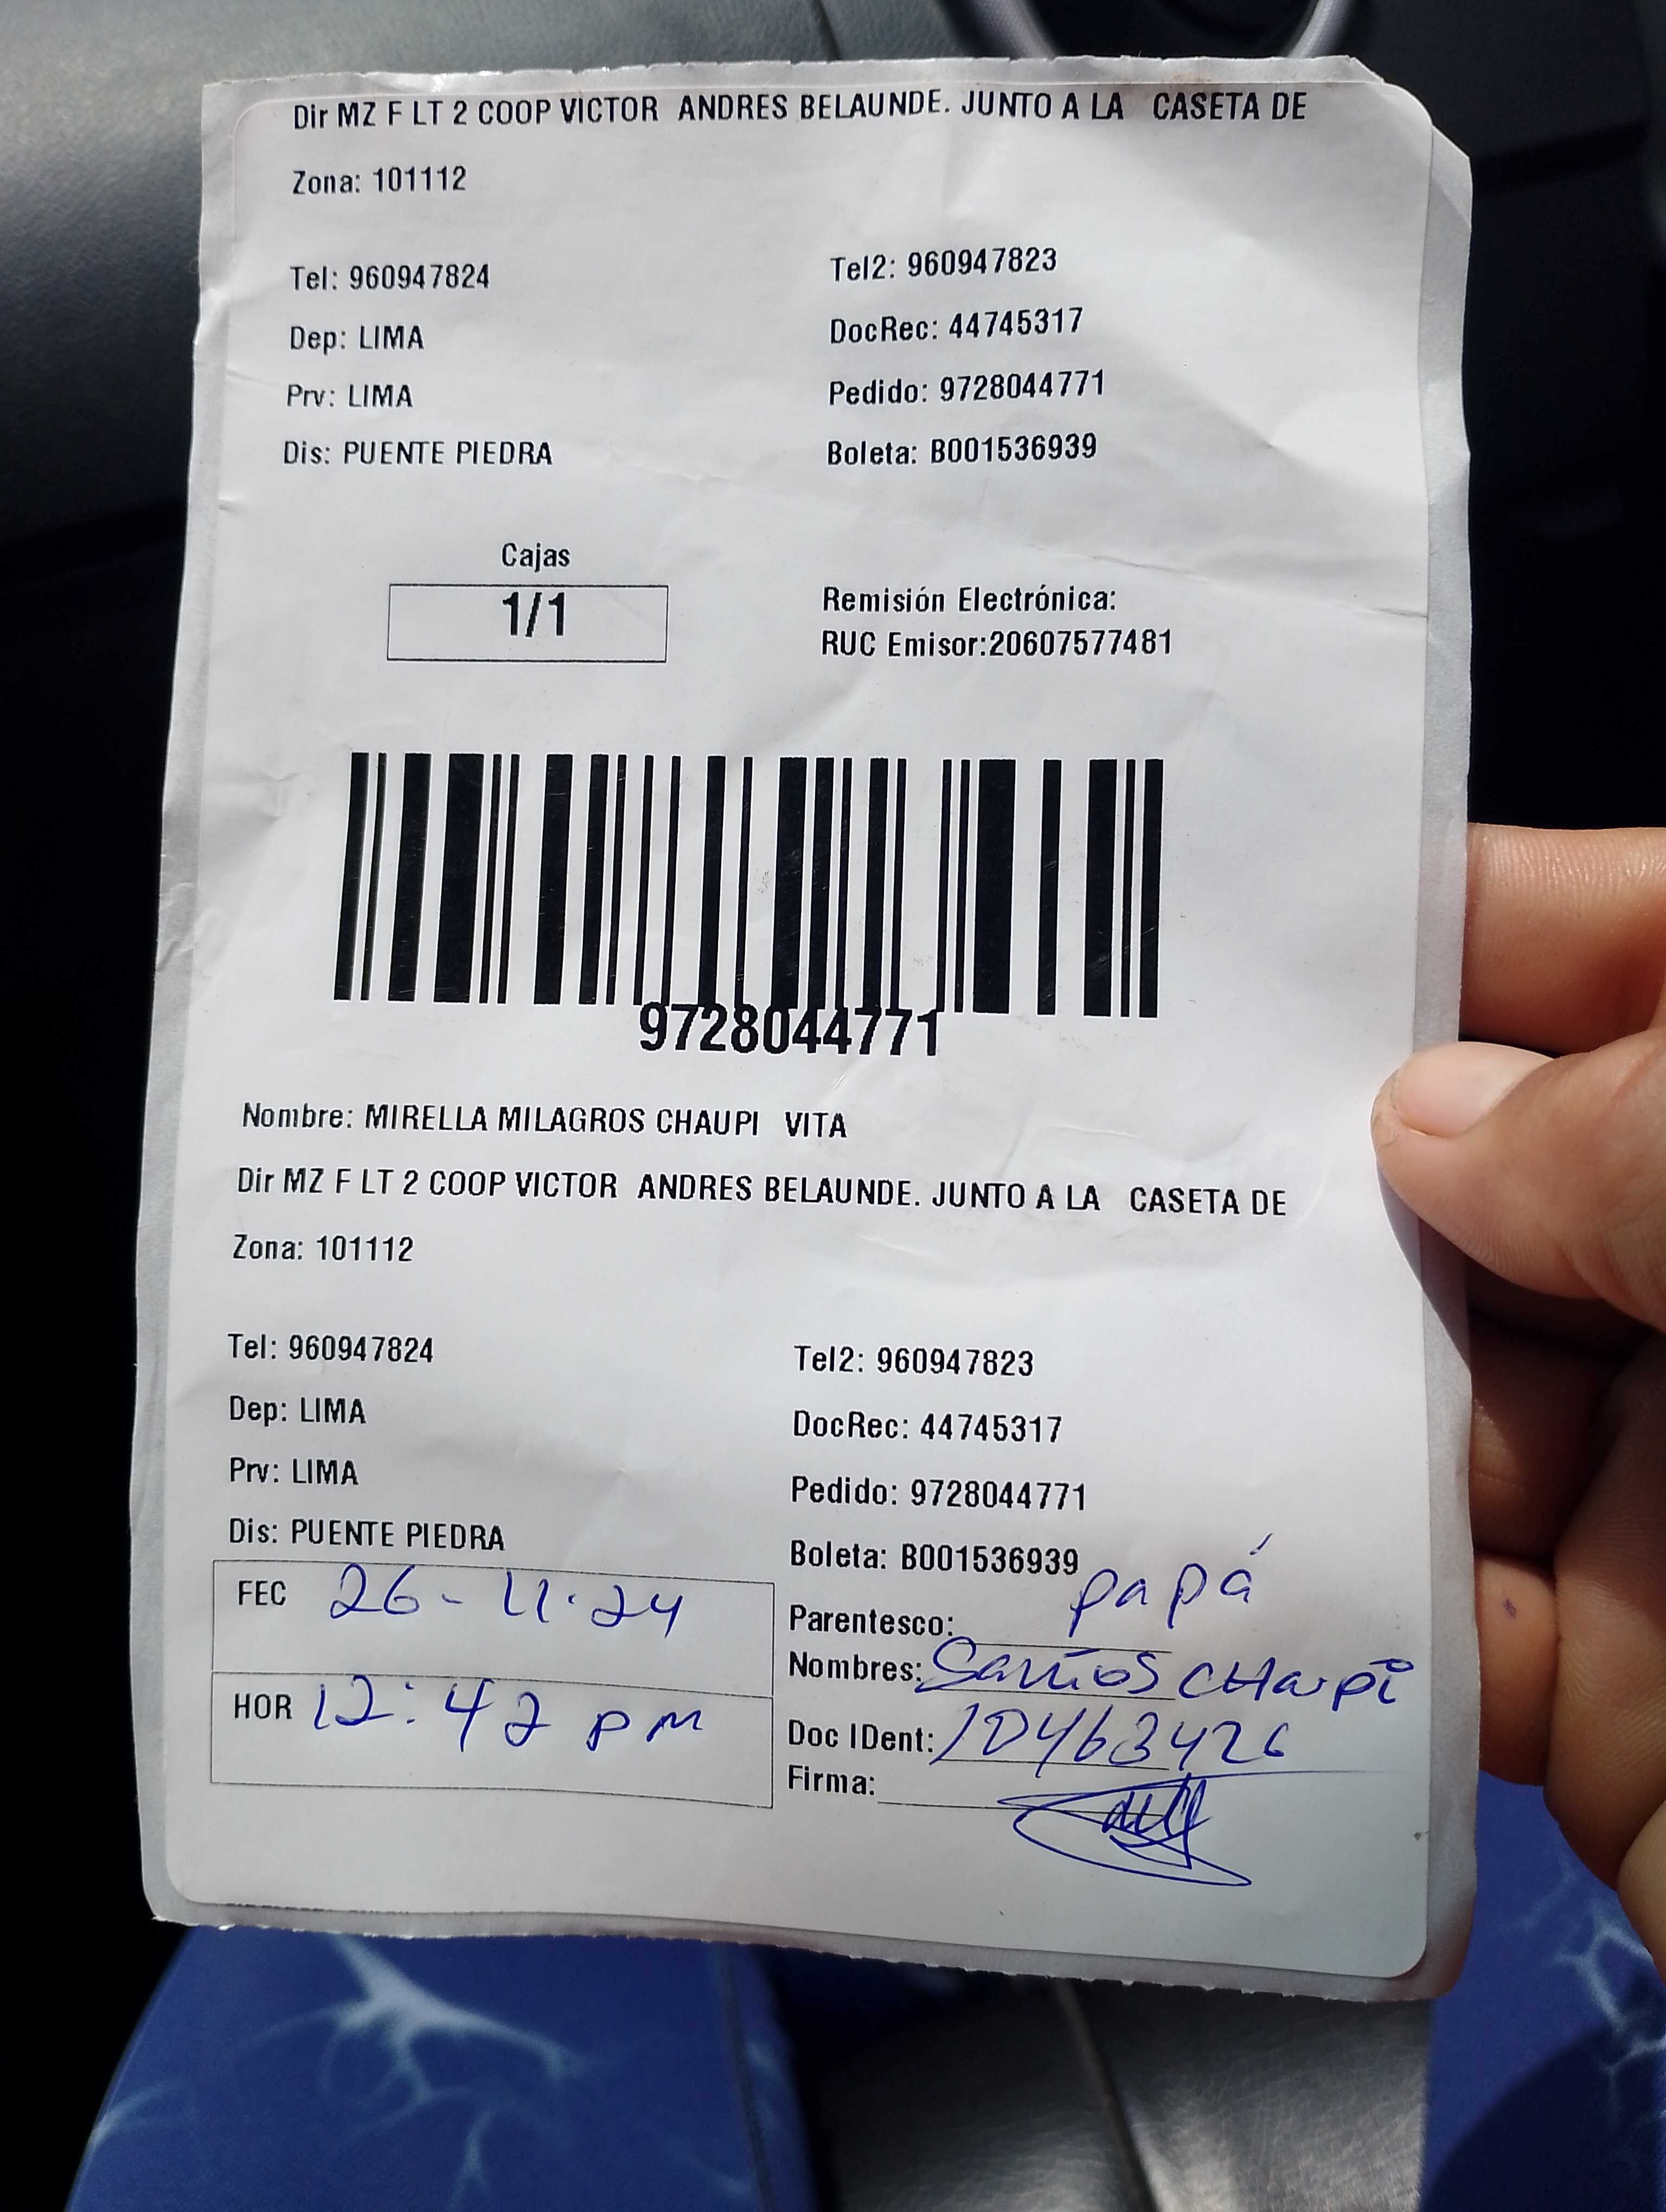 Dir MZ F LT 2 COOP VICTOR ANDRES BELAUNDE. JUNTO A LA CASETA DE
Zona: 101112
Tel: 960947824 Tel2: 960947823
Dep: LIMA DocRec: 44745317
Prv: LIMA Pedido: 9728044771
Dis: PUENTE PIEDRA Boleta: B001536939
Cajas
1/1
Remisión Electrónica:
RUC Emisor:20607577481
9728044771
Nombre: MIRELLA MILAGROS CHAUPI VITA
Dir MZ F LT 2 COOP VICTOR ANDRES BELAUNDE. JUNTO A LA CASETA DE
Zona: 101112
Tel: 960947824 Tel2: 960947823
Dep: LIMA DocRec: 44745317
Prv: LIMA Pedido: 9728044771
Dis: PUENTE PIEDRA Boleta: B001536939
FEC 26-11.24
HOR 12:42 pm
Parentesco: papá
Nombres: Santos CHaupi
Doc IDent: 10463426
Firma: